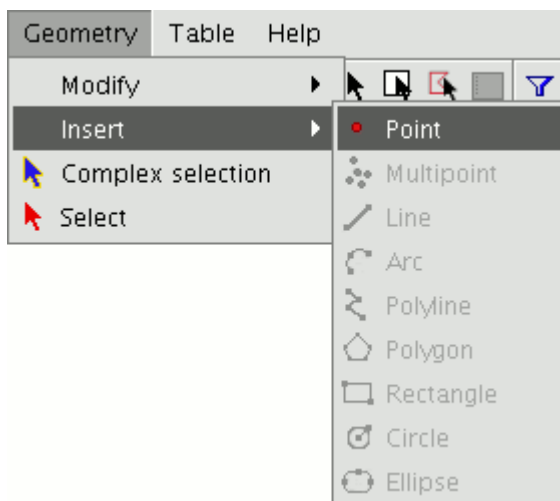 Geometry Table Help
Modify
Insert
Complex selection
Select
Point
Multipoint
Line
Arc
Polyline
Polygon
Rectangle
Circle
Ellipse